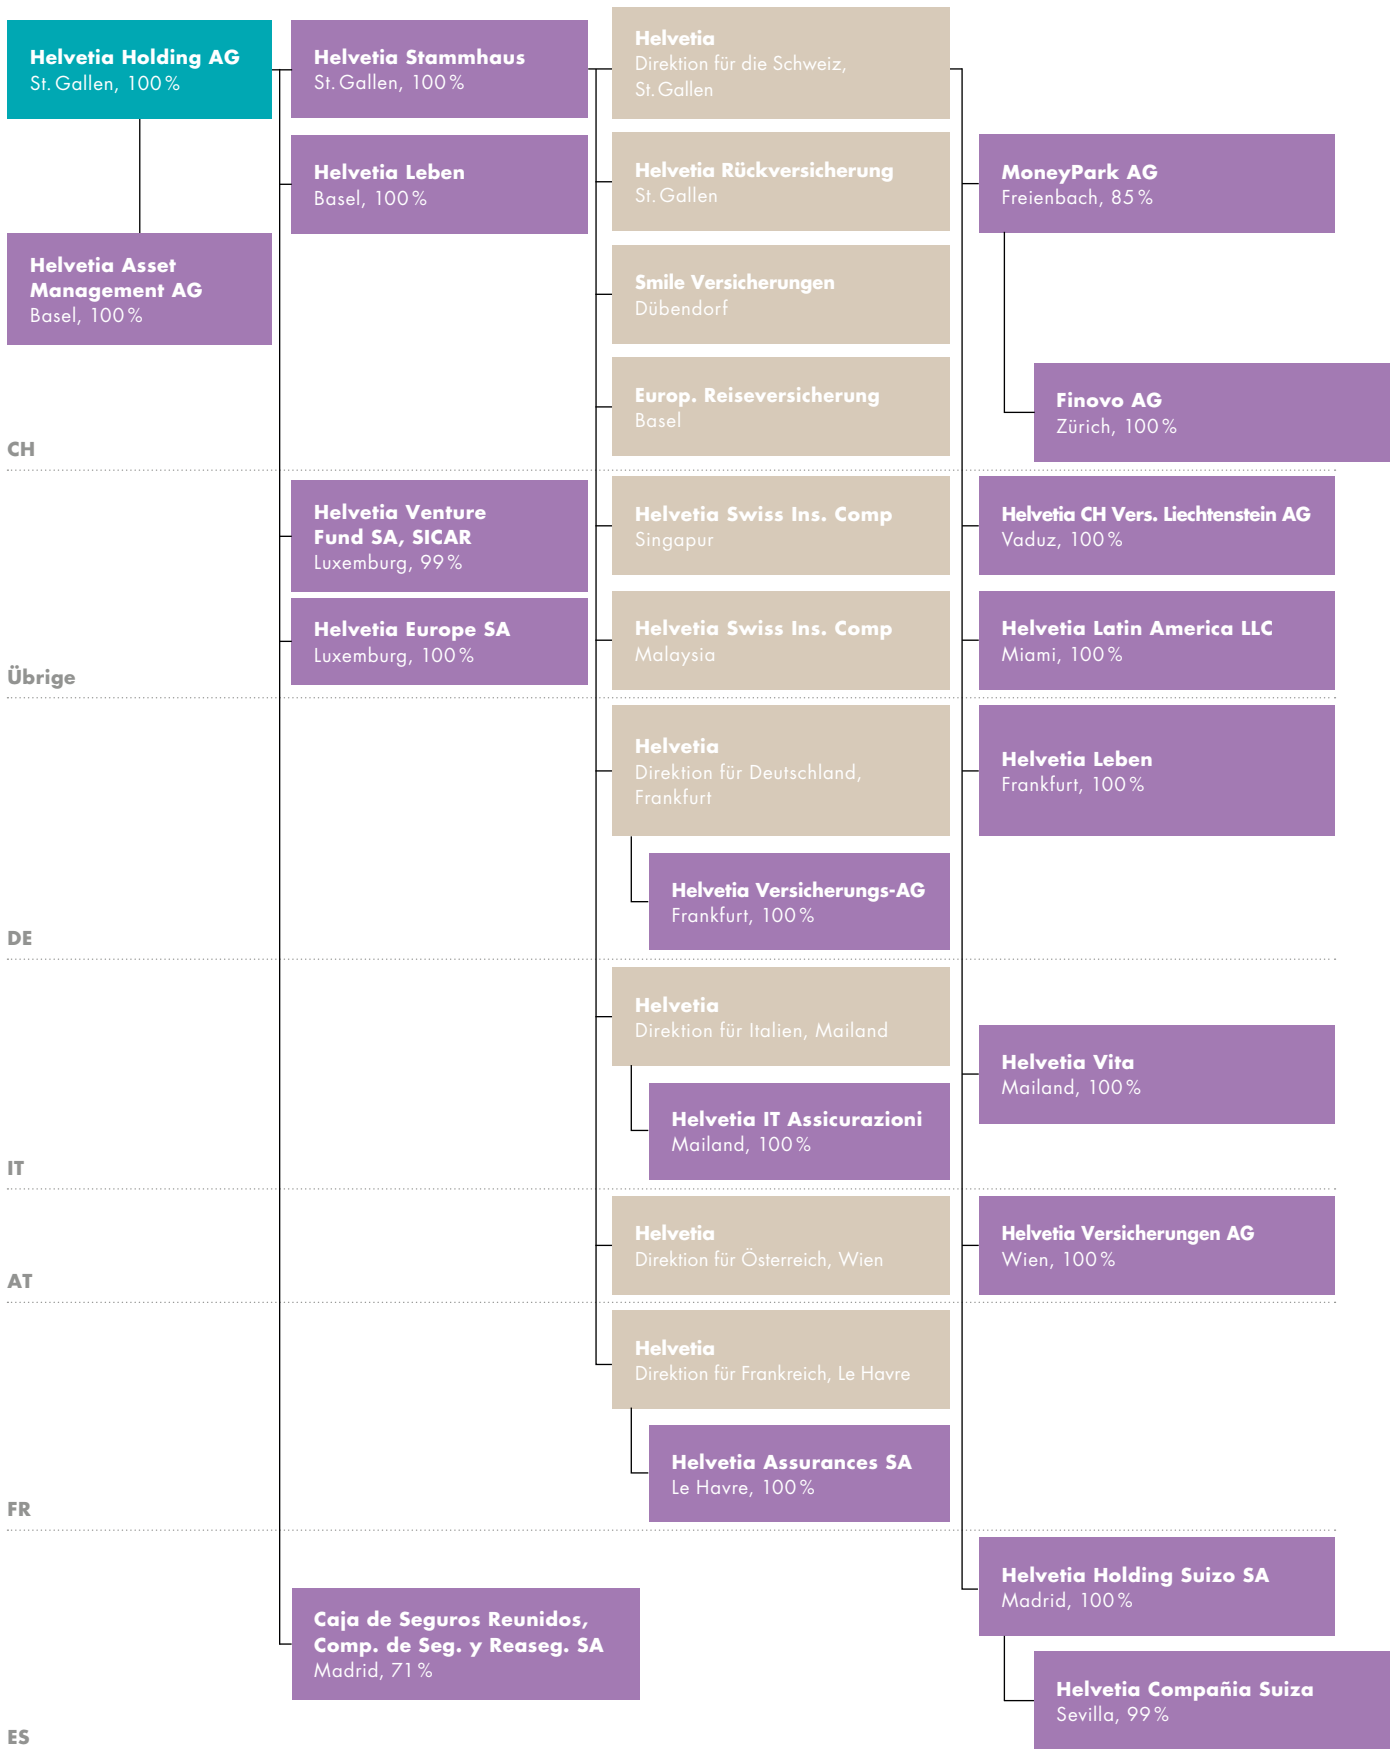 Helvetia Holding AG
St. Gallen, 100 %
Helvetia Asset
Management AG
Basel, 100 %
Helvetia Stammhaus
St. Gallen, 100 %
Helvetia Leben
Basel, 100 %
Helvetia
Direktion für die Schweiz,
St. Gallen
Helvetia Rückversicherung
St. Gallen
Smile Versicherungen
Dübendorf
Europ. Reiseversicherung
Basel
MoneyPark AG
Freienbach, 85 %
Finovo AG
Zürich, 100 %
CH
Helvetia Venture
Fund SA, SICAR
Luxemburg, 99 %
Helvetia Europe SA
Luxemburg, 100 %
Helvetia Swiss Ins. Comp
Singapur
Helvetia Swiss Ins. Comp
Malaysia
Helvetia CH Vers. Liechtenstein AG
Vaduz, 100 %
Helvetia Latin America LLC
Miami, 100 %
Übrige
Helvetia
Direktion für Deutschland,
Frankfurt
Helvetia Versicherungs-AG
Frankfurt, 100 %
Helvetia Leben
Frankfurt, 100 %
DE
Helvetia
Direktion für Italien, Mailand
Helvetia IT Assicurazioni
Mailand, 100 %
Helvetia Vita
Mailand, 100 %
IT
Helvetia
Direktion für Österreich, Wien
Helvetia Versicherungen AG
Wien, 100 %
AT
Helvetia
Direktion für Frankreich, Le Havre
Helvetia Assurances SA
Le Havre, 100 %
FR
Caja de Seguros Reunidos,
Comp. de Seg. y Reaseg. SA
Madrid, 71 %
Helvetia Holding Suizo SA
Madrid, 100 %
Helvetia Compañia Suiza
Sevilla, 99 %
ES